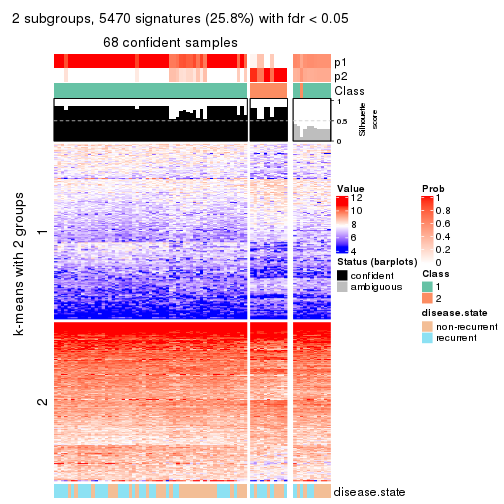 2 subgroups, 5470 signatures (25.8%) with fdr < 0.05
68 confident samples
p1
p2
Class
1
0.5
0
Silhouette
score
k-means with 2 groups
1
2
disease.state
Value
12
10
8
6
4
Status (barplots)
confident
ambiguous
Prob
1
0.8
0.6
0.4
0.2
0
Class
1
2
disease.state
non-recurrent
recurrent